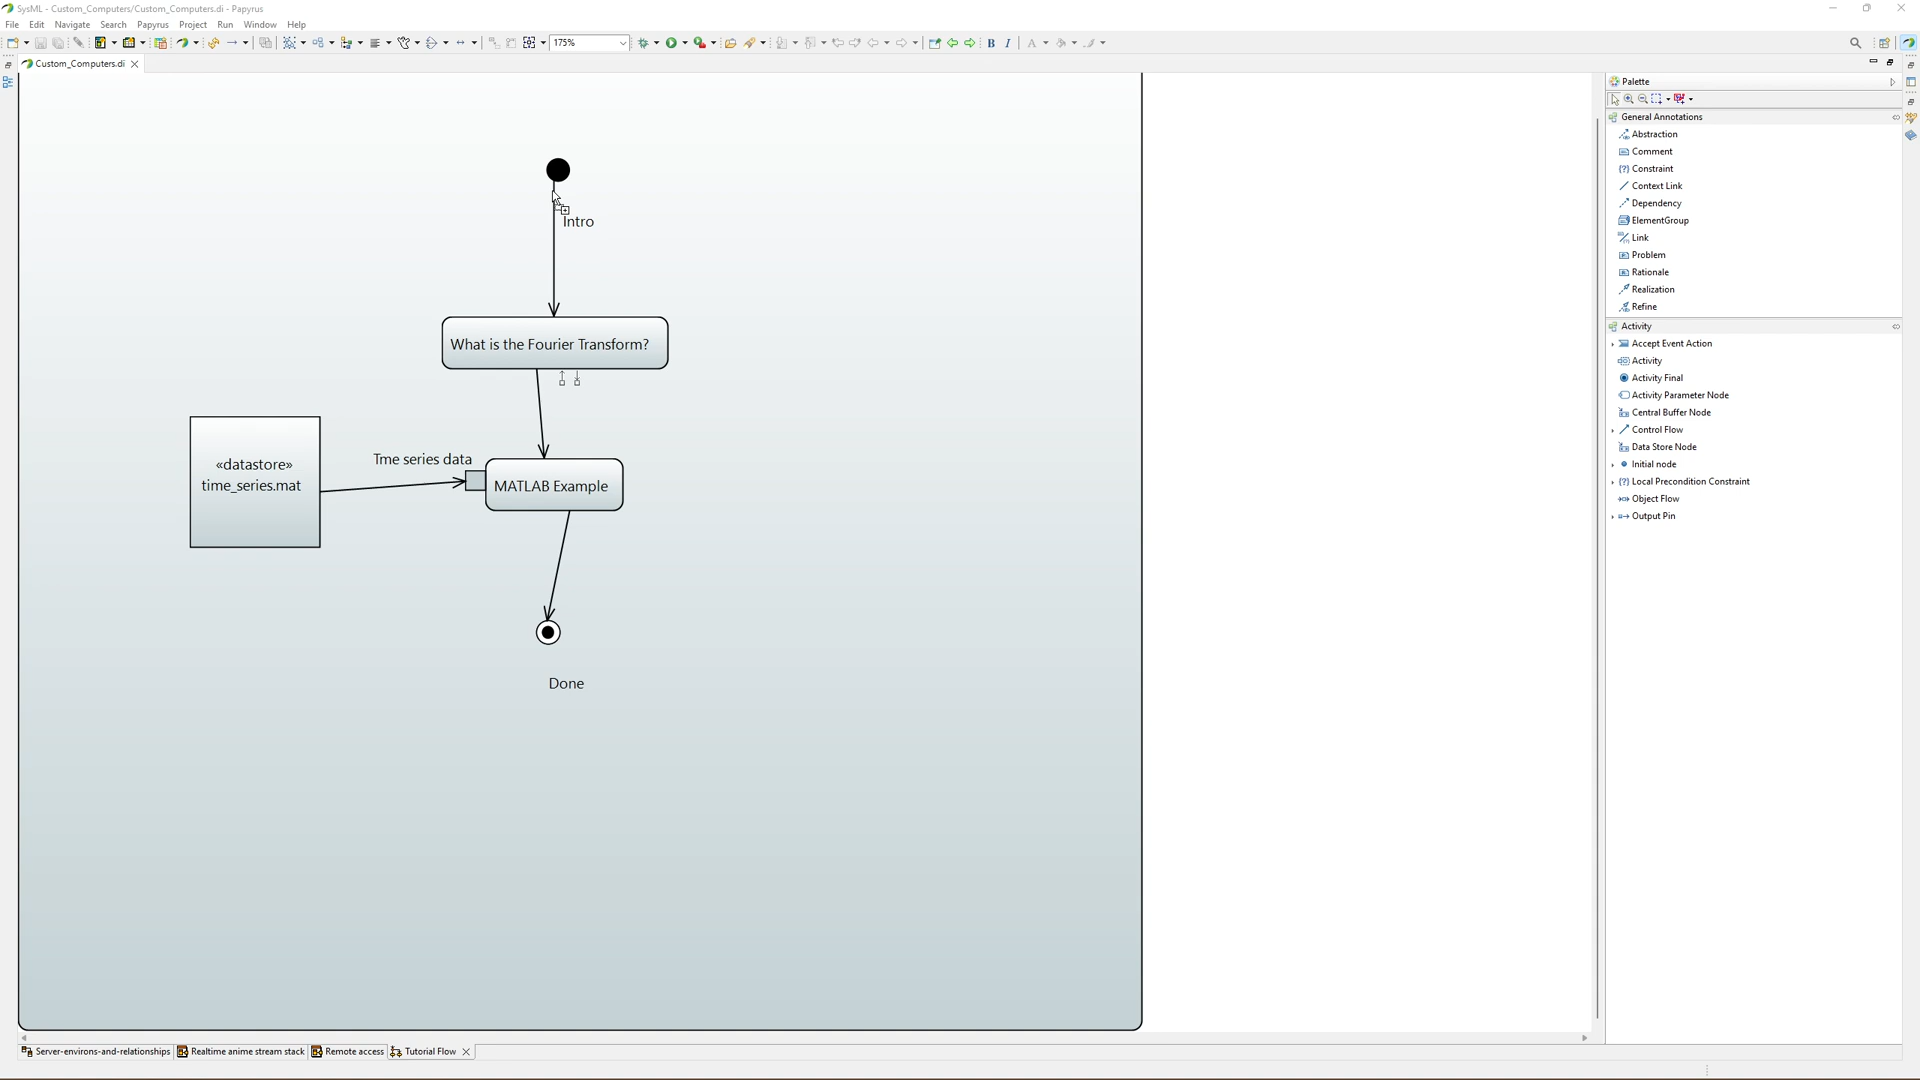 SysML - Custom_Computers/Custom_Computers.di - Papyrus
File Edit Navigate Search Papyrus Project Run Window Help
175%
B I A
Custom_Computers.di
Intro
What is the Fourier Transform?
«datastore»
time_series.mat
Tme series data
MATLAB Example
Done
Palette
General Annotations
Abstraction
Comment
Constraint
Context Link
Dependency
ElementGroup
Link
Problem
Rationale
Realization
Refine
Activity
Accept Event Action
Activity
Activity Final
Activity Parameter Node
Central Buffer Node
Control Flow
Data Store Node
Initial node
Local Precondition Constraint
Object Flow
Output Pin
Server-environs-and-relationships Realtime anime stream stack Remote access Tutorial Flow